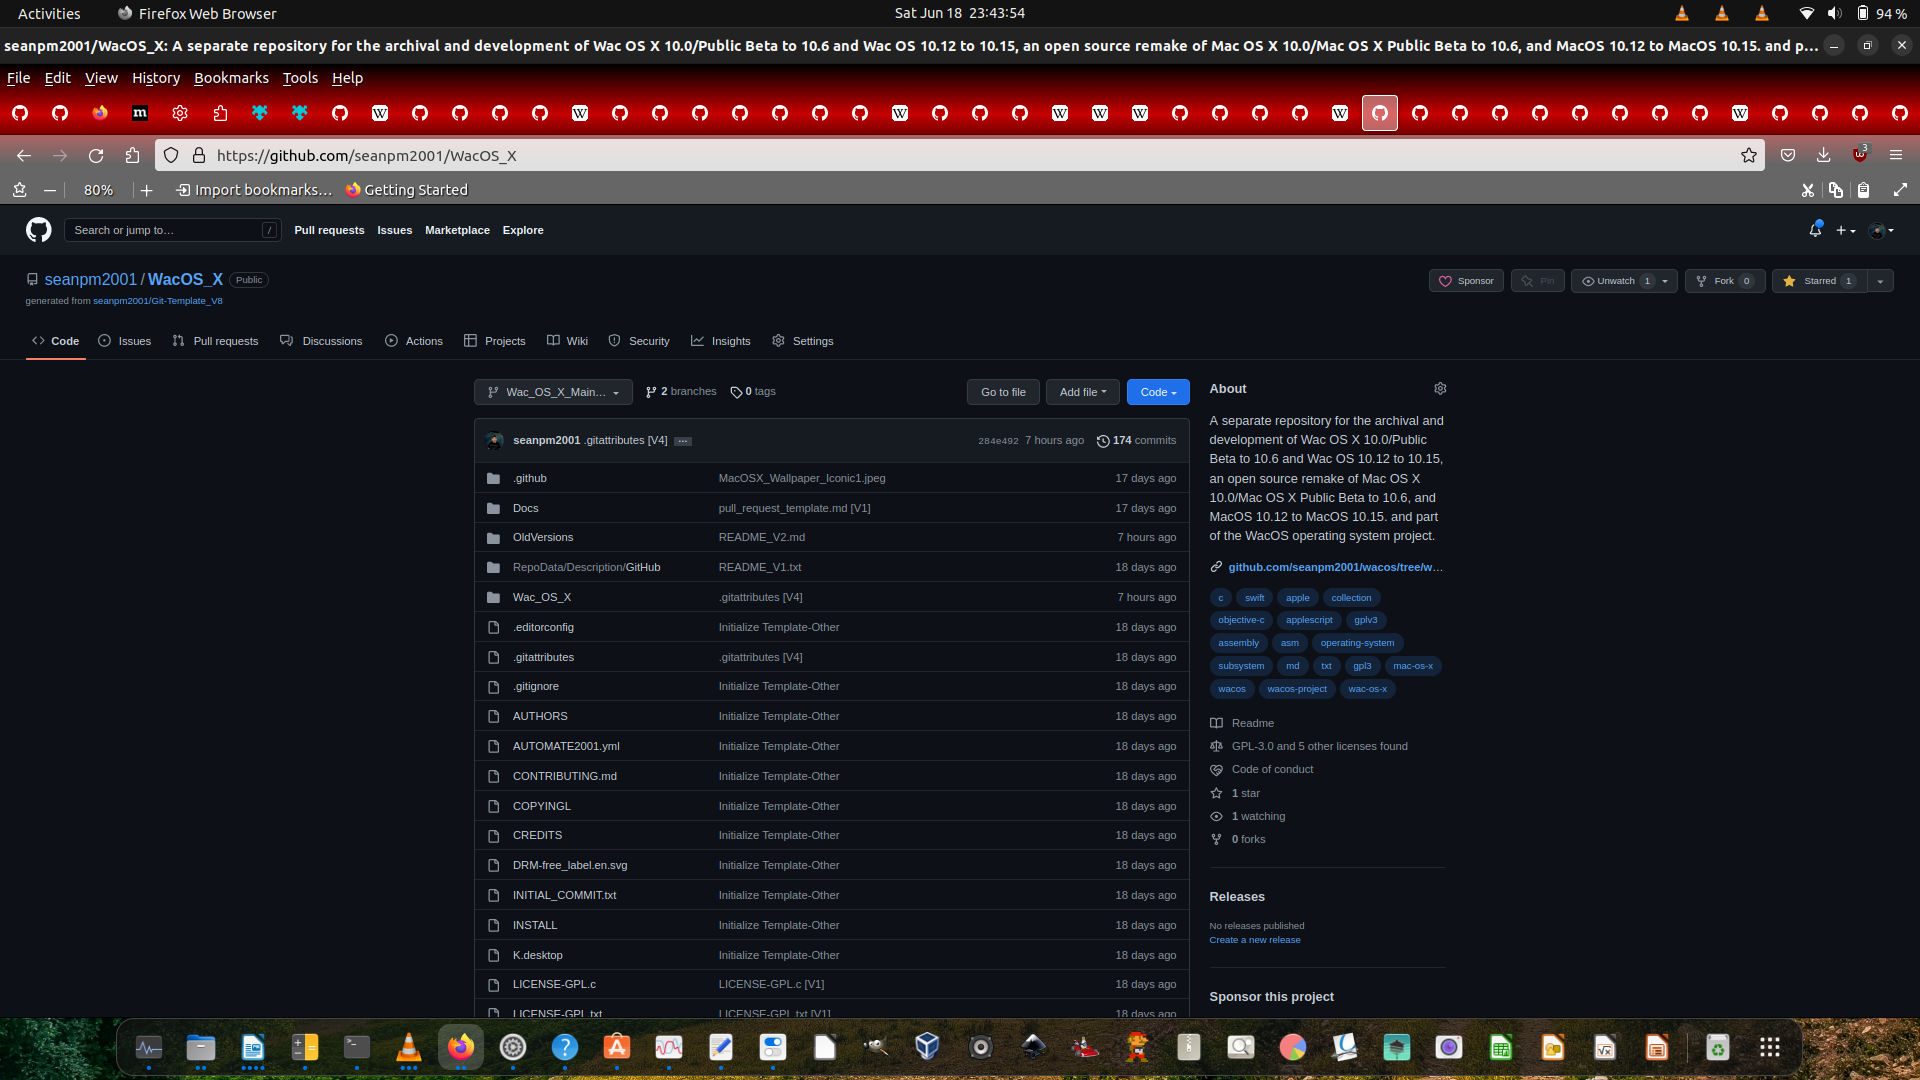 Activities
Firefox Web Browser
Sat Jun 18 23:43:54
94 %
seanpm2001/WacOS_X: A separate repository for the archival and development of Wac OS X 10.0/Public Beta to 10.6 and Wac OS 10.12 to 10.15, an open source remake of Mac OS X 10.0/Mac OS X Public Beta to 10.6, and MacOS 10.12 to MacOS 10.15. and p…
File Edit View History Bookmarks Tools Help
https://github.com/seanpm2001/WacOS_X
3
80%
Import bookmarks…
Getting Started
Search or jump to…
/
Pull requests
Issues
Marketplace
Explore
seanpm2001 / WacOS_X
Public
generated from seanpm2001/Git-Template_V8
Sponsor
Pin
Unwatch 1
Fork 0
Starred 1
Code
Issues
Pull requests
Discussions
Actions
Projects
Wiki
Security
Insights
Settings
Wac_OS_X_Main…
2 branches
0 tags
Go to file
Add file
Code
seanpm2001 .gitattributes [V4] …
284e492 7 hours ago
174 commits
.github MacOSX_Wallpaper_Iconic1.jpeg 17 days ago
Docs pull_request_template.md [V1] 17 days ago
OldVersions README_V2.md 7 hours ago
RepoData/Description/GitHub README_V1.txt 18 days ago
Wac_OS_X .gitattributes [V4] 7 hours ago
.editorconfig Initialize Template-Other 18 days ago
.gitattributes .gitattributes [V4] 18 days ago
.gitignore Initialize Template-Other 18 days ago
AUTHORS Initialize Template-Other 18 days ago
AUTOMATE2001.yml Initialize Template-Other 18 days ago
CONTRIBUTING.md Initialize Template-Other 18 days ago
COPYINGL Initialize Template-Other 18 days ago
CREDITS Initialize Template-Other 18 days ago
DRM-free_label.en.svg Initialize Template-Other 18 days ago
INITIAL_COMMIT.txt Initialize Template-Other 18 days ago
INSTALL Initialize Template-Other 18 days ago
K.desktop Initialize Template-Other 18 days ago
LICENSE-GPL.c LICENSE-GPL.c [V1] 18 days ago
LICENSE-GPL.txt LICENSE-GPL.txt [V1] 18 days ago
About
A separate repository for the archival and
development of Wac OS X 10.0/Public
Beta to 10.6 and Wac OS 10.12 to 10.15,
an open source remake of Mac OS X
10.0/Mac OS X Public Beta to 10.6, and
MacOS 10.12 to MacOS 10.15. and part
of the WacOS operating system project.
github.com/seanpm2001/wacos/tree/w…
c swift apple collection
objective-c applescript gplv3
assembly asm operating-system
subsystem md txt gpl3 mac-os-x
wacos wacos-project wac-os-x
Readme
GPL-3.0 and 5 other licenses found
Code of conduct
1 star
1 watching
0 forks
Releases
No releases published
Create a new release
Sponsor this project